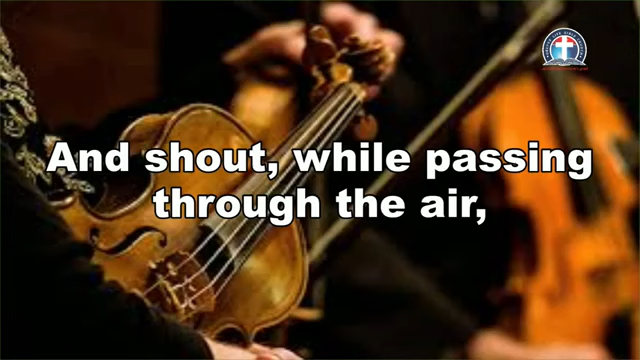 And shout, while passing
through the air,